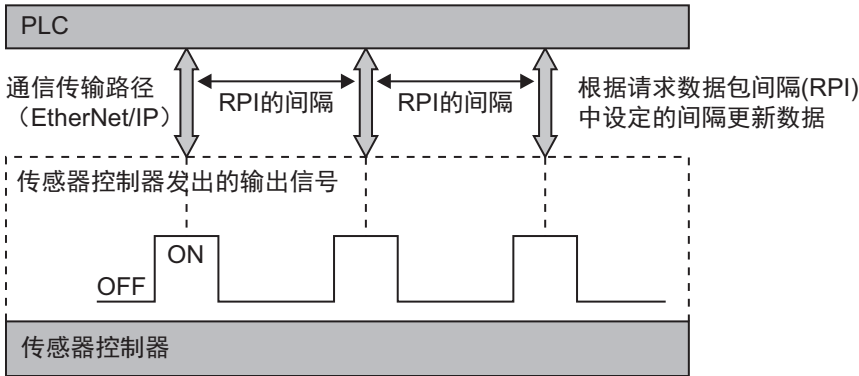 PLC
通信传输路径
（EtherNet/IP）
RPI的间隔
RPI的间隔
根据请求数据包间隔(RPI)
中设定的间隔更新数据
传感器控制器发出的输出信号
ON
OFF
传感器控制器